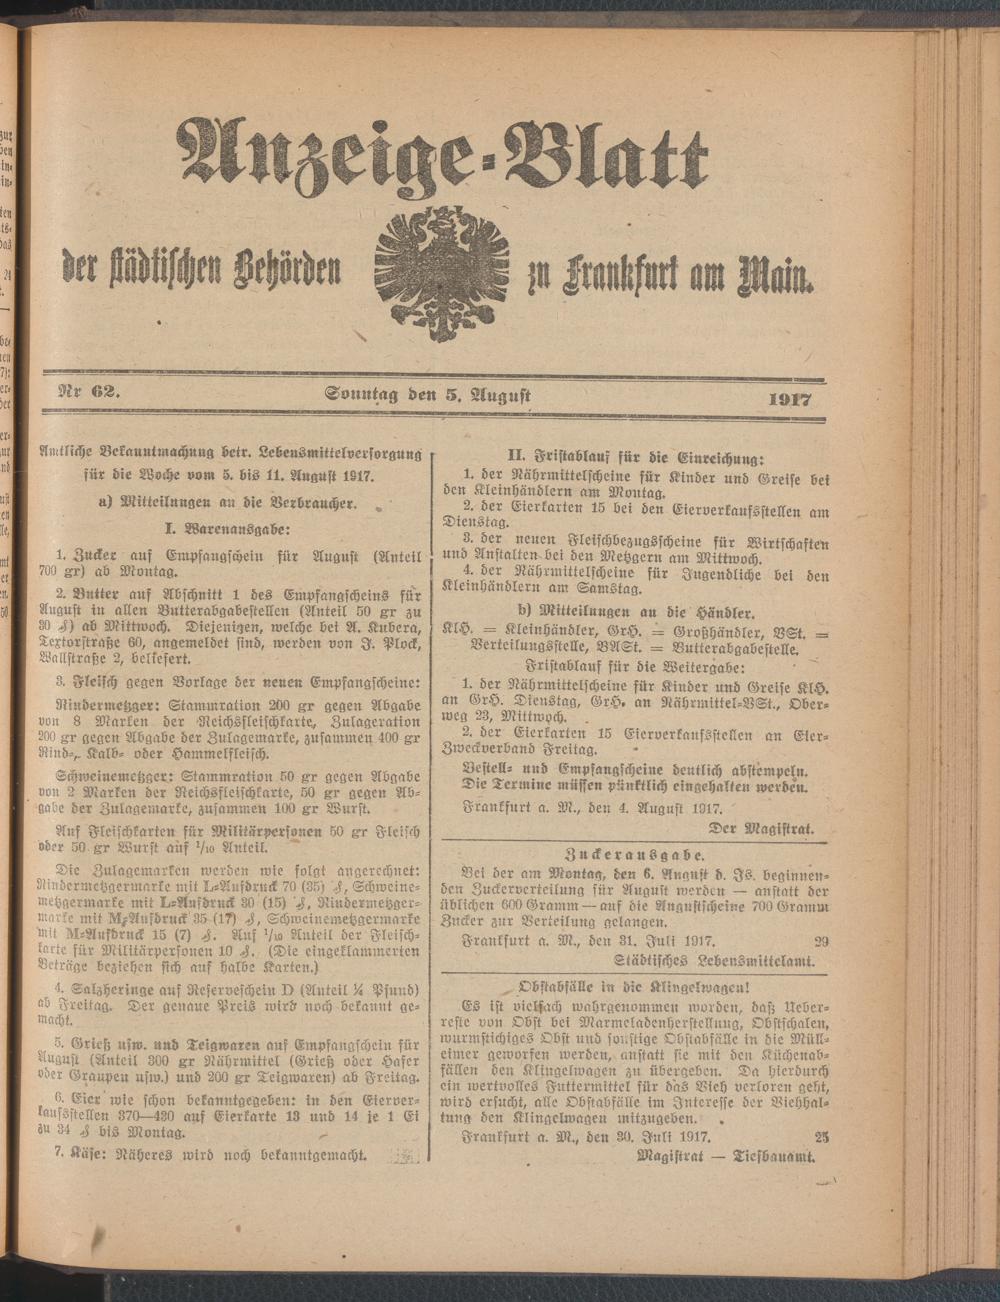 Anzeige-Blatt
der städtischen Behörden zu Frankfurt am Main.
Nr 62. Sonntag den 5. August 1917
Amtliche Bekanntmachung betr. Lebensmittelversorgung
für die Woche vom 5. bis 11. August 1917.
a) Mitteilungen an die Verbraucher.
I. Warenausgabe:
1. Zucker auf Empfangschein für August (Anteil
700 gr) ab Montag.
2. Butter auf Abschnitt 1 des Empfangscheins für
August in allen Butterabgabestellen (Anteil 50 gr zu
30 ₰) ab Mittwoch. Diejenigen, welche bei A. Kubera,
Textorstraße 60, angemeldet sind, werden von J. Plock,
Wallstraße 2, beliefert.
3. Fleisch gegen Vorlage der neuen Empfangscheine:
Rindermetzger: Stammration 200 gr gegen Abgabe
von 8 Marken der Reichsfleischkarte, Zulageration
200 gr gegen Abgabe der Zulagemarke, zusammen 400 gr
Rind-, Kalb- oder Hammelfleisch.
Schweinemetzger: Stammration 50 gr gegen Abgabe
von 2 Marken der Reichsfleischkarte, 50 gr gegen Ab-
gabe der Zulagemarke, zusammen 100 gr Wurst.
Auf Fleischkarten für Militärpersonen 50 gr Fleisch
oder 50 gr Wurst auf 1/10 Anteil.
Die Zulagemarken werden wie folgt angerechnet:
Rindermetzgermarke mit L-Aufdruck 70 (35) ₰, Schweine-
metzgermarke mit L-Aufdruck 30 (15) ₰, Rindermetzger-
marke mit M-Aufdruck 35 (17) ₰, Schweinemetzgermarke
mit M-Aufdruck 15 (7) ₰. Auf 1/10 Anteil der Fleisch-
karte für Militärpersonen 10 ₰. (Die eingeklammerten
Beträge beziehen sich auf halbe Karten.)
4. Salzheringe auf Reserveschein D (Anteil ¼ Pfund)
ab Freitag. Der genaue Preis wird noch bekannt ge-
macht.
5. Grieß usw. und Teigwaren auf Empfangschein für
August (Anteil 300 gr Nährmittel (Grieß oder Hafer
oder Graupen usw.) und 200 gr Teigwaren) ab Freitag.
6. Eier wie schon bekanntgegeben: in den Eierver-
kaufsstellen 370—430 auf Eierkarte 13 und 14 je 1 Ei
zu 34 ₰ bis Montag.
7. Käse: Näheres wird noch bekanntgemacht.
II. Fristablauf für die Einreichung:
1. der Nährmittelscheine für Kinder und Greise bei
den Kleinhändlern am Montag.
2. der Eierkarten 15 bei den Eierverkaufsstellen am
Dienstag.
3. der neuen Fleischbezugsscheine für Wirtschaften
und Anstalten bei den Metzgern am Mittwoch.
4. der Nährmittelscheine für Jugendliche bei den
Kleinhändlern am Samstag.
b) Mitteilungen an die Händler.
KlH. = Kleinhändler, GrH. = Großhändler, VSt. =
Verteilungsstelle, BASt. = Butterabgabestelle.
Fristablauf für die Weitergabe:
1. der Nährmittelscheine für Kinder und Greise KlH.
an GrH. Dienstag, GrH. an Nährmittel-VSt., Ober-
weg 23, Mittwoch.
2. der Eierkarten 15 Eierverkaufsstellen an Eier-
Zweckverband Freitag.
Bestell- und Empfangscheine deutlich abstempeln.
Die Termine müssen pünktlich eingehalten werden.
Frankfurt a. M., den 4. August 1917.
Der Magistrat.
Zuckerausgabe.
Bei der am Montag, den 6. August d. Js. beginnen-
den Zuckerverteilung für August werden — anstatt der
üblichen 600 Gramm — auf die Augustscheine 700 Gramm
Zucker zur Verteilung gelangen.
Frankfurt a. M., den 31. Juli 1917. 29
Städtisches Lebensmittelamt.
Obstabfälle in die Klingelwagen!
Es ist vielfach wahrgenommen worden, daß Ueber-
reste von Obst bei Marmeladenherstellung, Obstschalen,
wurmstichiges Obst und sonstige Obstabfälle in die Müll-
eimer geworfen werden, anstatt sie mit den Küchenab-
fällen den Klingelwagen zu übergeben. Da hierdurch
ein wertvolles Futtermittel für das Vieh verloren geht,
wird ersucht, alle Obstabfälle im Interesse der Viehhal-
tung den Klingelwagen mitzugeben.
Frankfurt a. M., den 30. Juli 1917. 25
Magistrat — Tiefbauamt.